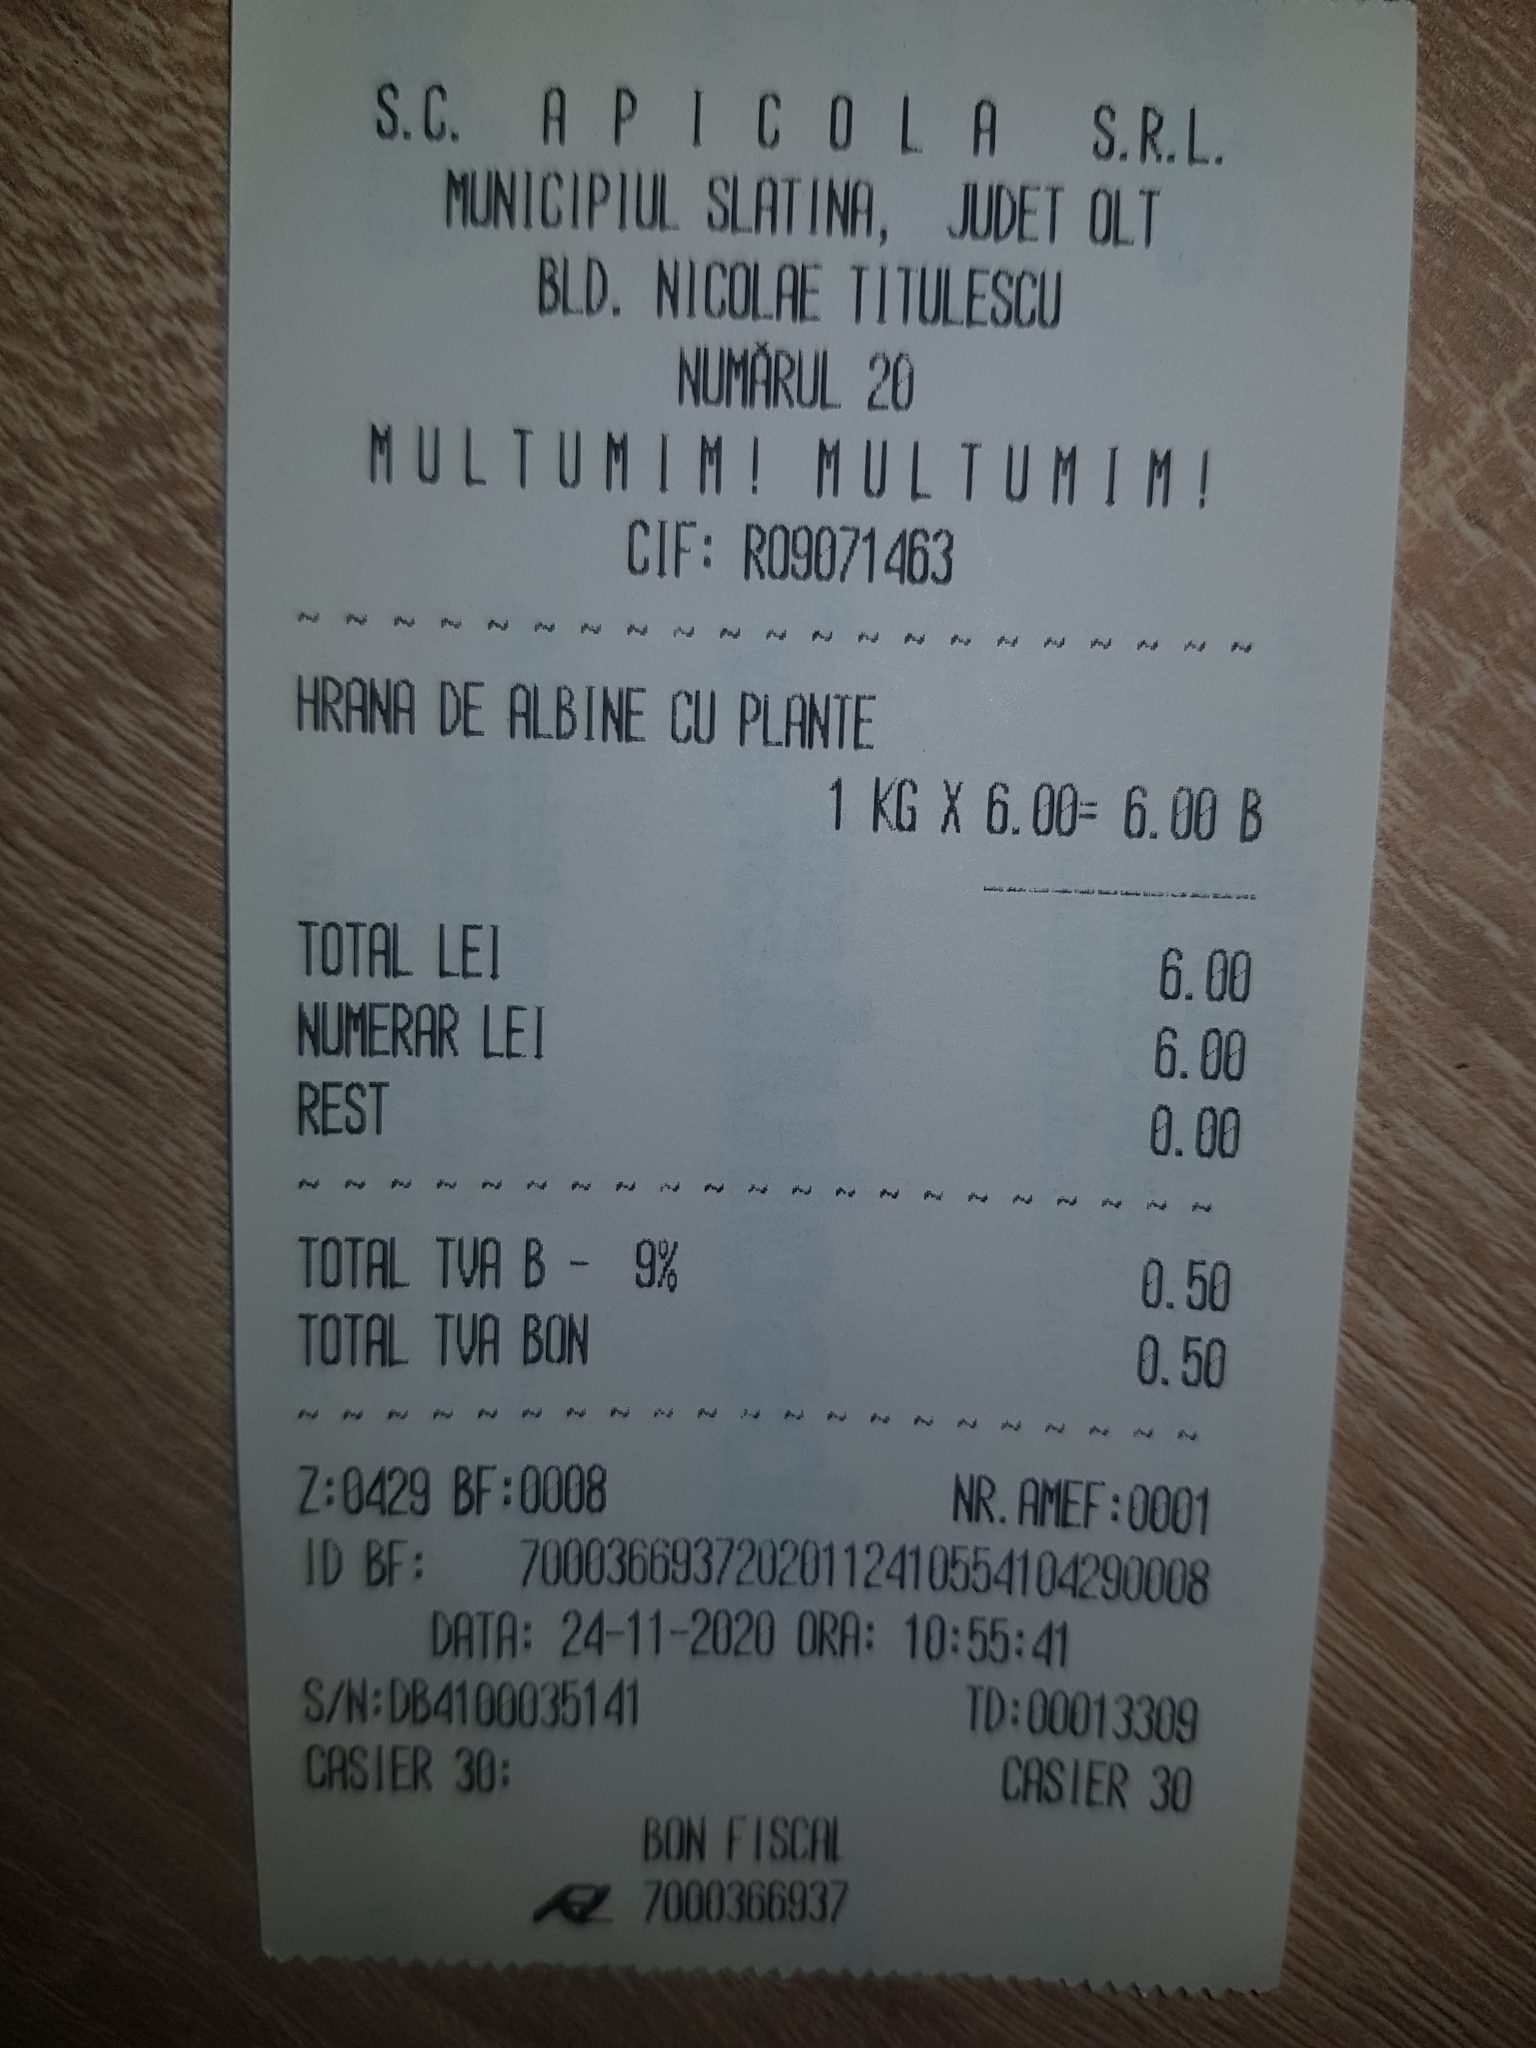 S.C. A P I C O L A S.R.L.
MUNICIPIUL SLATINA, JUDET OLT
BLD. NICOLAE TITULESCU
NUMĂRUL 20
M U L T U M I M ! M U L T U M I M !
CIF: RO9071463
~ ~ ~ ~ ~ ~ ~ ~ ~ ~ ~ ~ ~ ~ ~ ~ ~ ~ ~ ~ ~
HRANA DE ALBINE CU PLANTE
1 KG X 6.00= 6.00 B
TOTAL LEI 6.00
NUMERAR LEI 6.00
REST 0.00
~ ~ ~ ~ ~ ~ ~ ~ ~ ~ ~ ~ ~ ~ ~ ~ ~ ~ ~ ~ ~
TOTAL TVA B - 9% 0.50
TOTAL TVA BON 0.50
~ ~ ~ ~ ~ ~ ~ ~ ~ ~ ~ ~ ~ ~ ~ ~ ~ ~ ~ ~ ~
Z:0429 BF:0008 NR.AMEF:0001
ID BF: 70003669372020112410554104290008
DATA: 24-11-2020 ORA: 10:55:41
S/N:DB4100035141 TD:00013309
CASIER 30: CASIER 30
BON FISCAL
7000366937